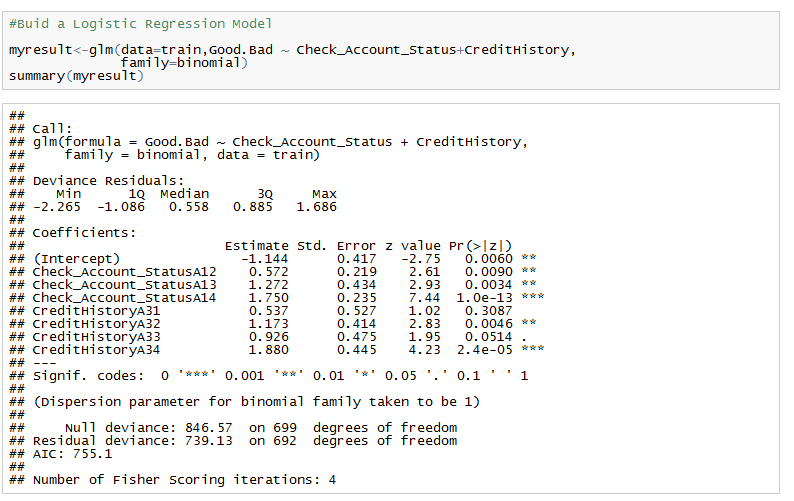 #Buid a Logistic Regression Model
myresult<-glm(data=train,Good.Bad ~ Check_Account_Status+CreditHistory,
family=binomial)
summary(myresult)
##
## Call:
## glm(formula = Good.Bad ~ Check_Account_Status + CreditHistory,
##     family = binomial, data = train)
##
## Deviance Residuals:
##    Min      1Q  Median      3Q     Max
## -2.265  -1.086   0.558   0.885   1.686
##
## Coefficients:
##                         Estimate Std. Error z value Pr(>|z|)
## (Intercept)               -1.144      0.417   -2.75   0.0060 **
## Check_Account_StatusA12    0.572      0.219    2.61   0.0090 **
## Check_Account_StatusA13    1.272      0.434    2.93   0.0034 **
## Check_Account_StatusA14    1.750      0.235    7.44  1.0e-13 ***
## CreditHistoryA31           0.537      0.527    1.02   0.3087
## CreditHistoryA32           1.173      0.414    2.83   0.0046 **
## CreditHistoryA33           0.926      0.475    1.95   0.0514 .
## CreditHistoryA34           1.880      0.445    4.23  2.4e-05 ***
## ---
## Signif. codes:  0 '***' 0.001 '**' 0.01 '*' 0.05 '.' 0.1 ' ' 1
##
## (Dispersion parameter for binomial family taken to be 1)
##
##     Null deviance: 846.57  on 699  degrees of freedom
## Residual deviance: 739.13  on 692  degrees of freedom
## AIC: 755.1
##
## Number of Fisher Scoring iterations: 4